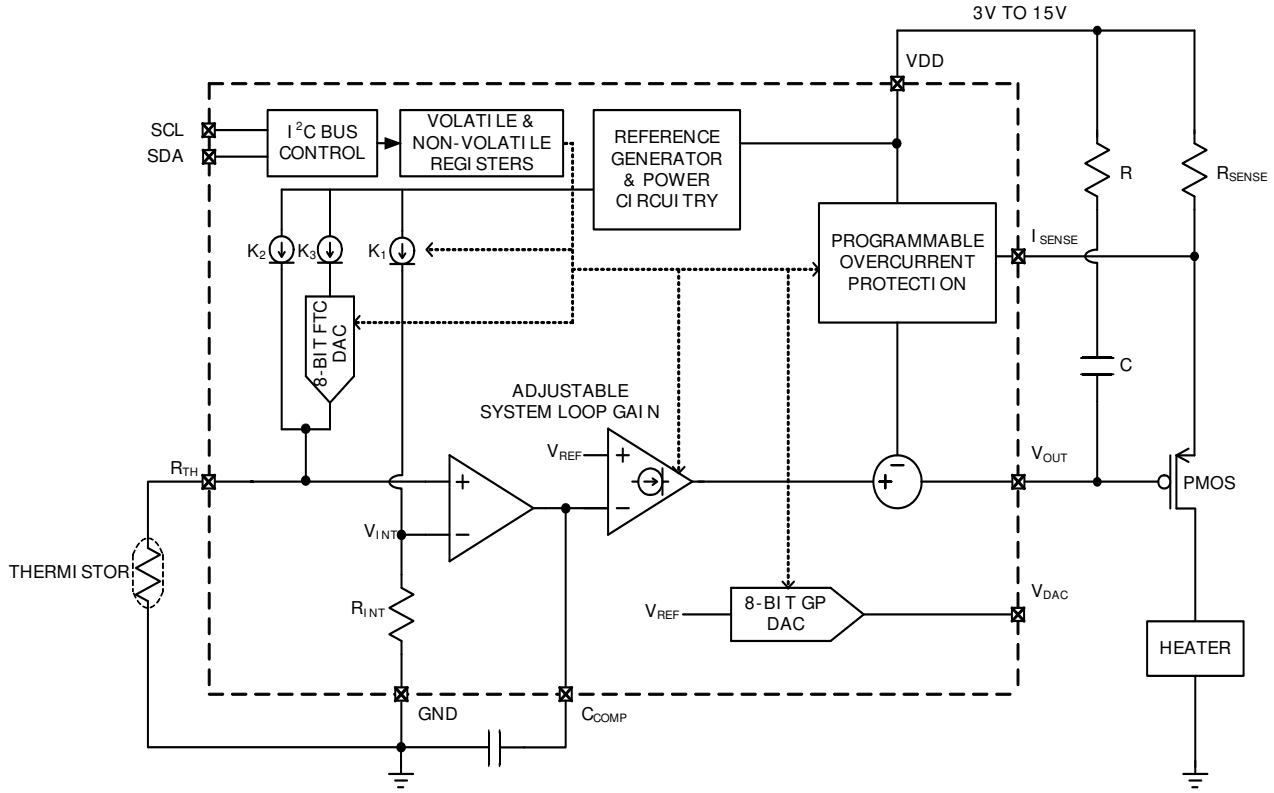 3V TO 15V
VDD
SCL
SDA
I²C BUS
CONTROL
VOLATILE &
NON-VOLATILE
REGISTERS
REFERENCE
GENERATOR
& POWER
CIRCUITRY
R
RSENSE
K2
K3
K1
PROGRAMMABLE
OVERCURRENT
PROTECTION
ISENSE
8-BIT FTC
DAC
C
ADJUSTABLE
SYSTEM LOOP GAIN
VREF
+
−
RTH
+
−
VINT
−
+
VOUT
PMOS
THERMISTOR
RINT
VREF
8-BIT GP
DAC
VDAC
HEATER
GND
CCOMP